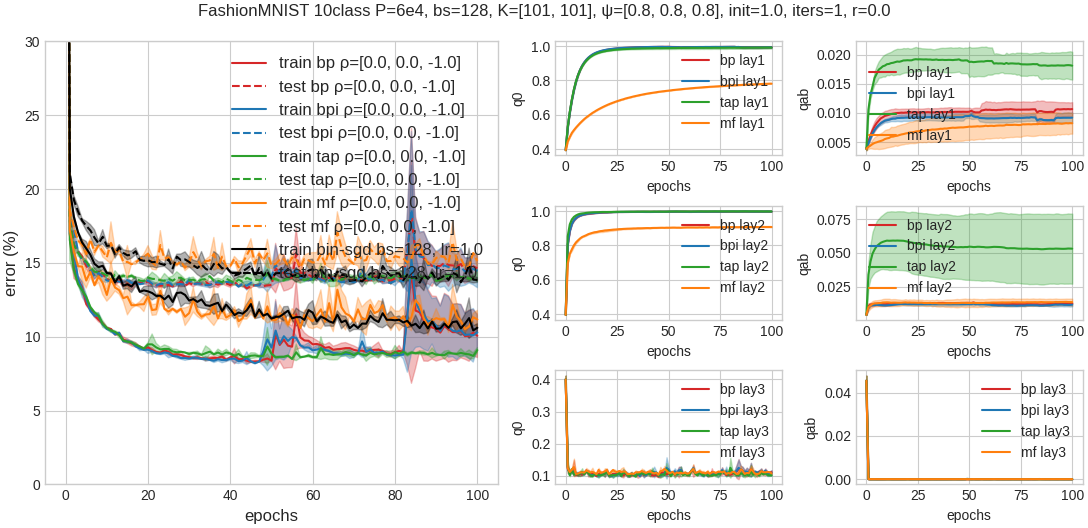 FashionMNIST 10class P=6e4, bs=128, K=[101, 101], ψ=[0.8, 0.8, 0.8], init=1.0, iters=1, r=0.0
30
25
20
15
10
5
0
error (%)
0 20 40 60 80 100
epochs
train bp ρ=[0.0, 0.0, -1.0]
test bp ρ=[0.0, 0.0, -1.0]
train bpi ρ=[0.0, 0.0, -1.0]
test bpi ρ=[0.0, 0.0, -1.0]
train tap ρ=[0.0, 0.0, -1.0]
test tap ρ=[0.0, 0.0, -1.0]
train mf ρ=[0.0, 0.0, -1.0]
test mf ρ=[0.0, 0.0, -1.0]
train bin-sgd bs=128, lr=1.0
test bin-sgd bs=128, lr=1.0
1.0
0.8
0.6
0.4
q0
0 25 50 75 100
epochs
bp lay1
bpi lay1
tap lay1
mf lay1
0.020
0.015
0.010
0.005
qab
0 25 50 75 100
epochs
bp lay1
bpi lay1
tap lay1
mf lay1
1.0
0.8
0.6
0.4
q0
0 25 50 75 100
epochs
bp lay2
bpi lay2
tap lay2
mf lay2
0.075
0.050
0.025
qab
0 25 50 75 100
epochs
bp lay2
bpi lay2
tap lay2
mf lay2
0.4
0.3
0.2
0.1
q0
0 25 50 75 100
epochs
bp lay3
bpi lay3
tap lay3
mf lay3
0.04
0.02
0.00
qab
0 25 50 75 100
epochs
bp lay3
bpi lay3
tap lay3
mf lay3